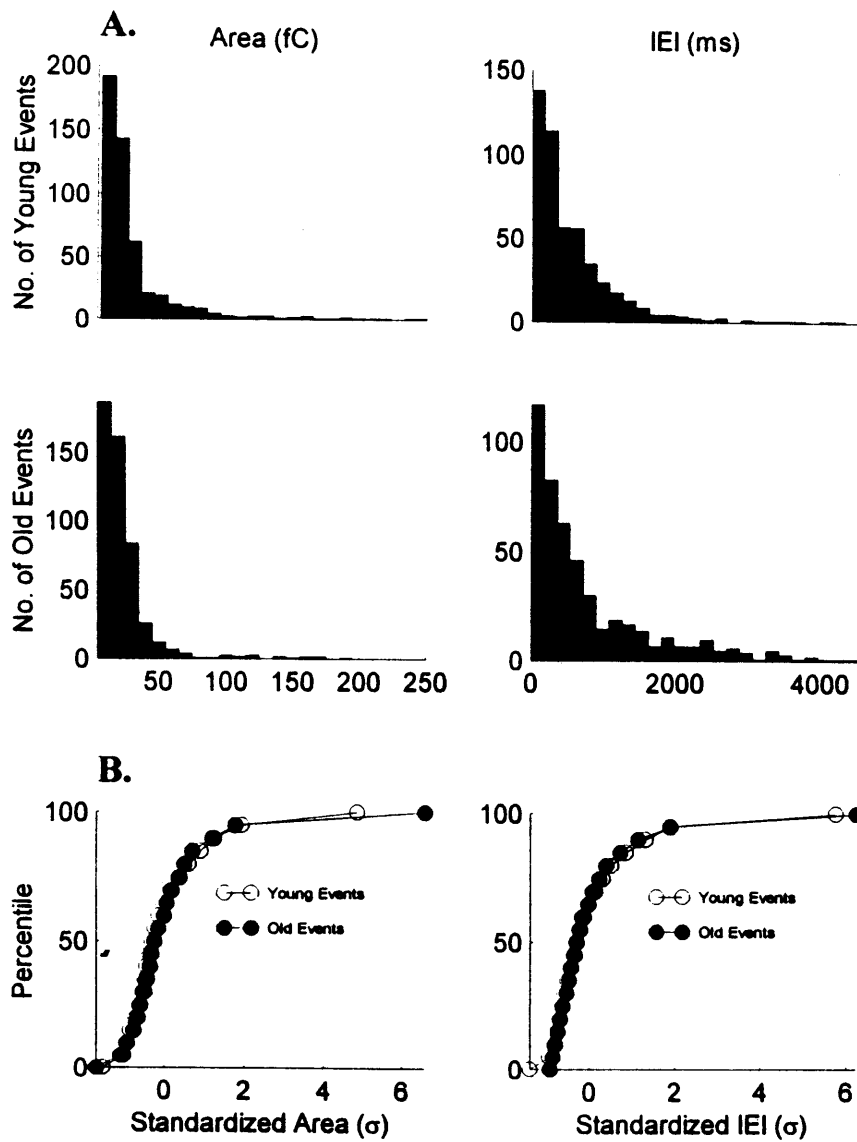 A.
Area (fC)
IEI (ms)
No. of Young Events
200
150
100
50
0
150
100
50
0
No. of Old Events
150
100
50
0
50 100 150 200 250
100
50
0
0 2000 4000
B.
Percentile
100
50
0
Young Events
Old Events
0 2 4 6
Standardized Area (σ)
100
50
0
Young Events
Old Events
0 2 4 6
Standardized IEI (σ)